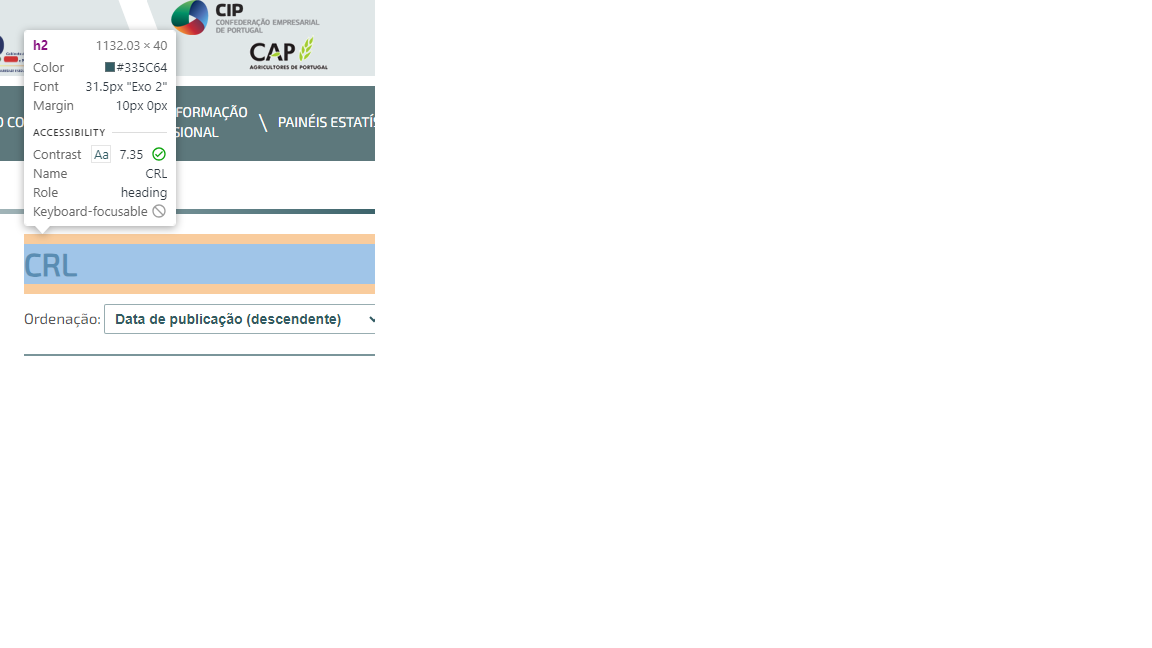 CIP
CONFEDERAÇÃO EMPRESARIAL
DE PORTUGAL
CAP
AGRICULTORES DE PORTUGAL
h2 1132.03 × 40
Color #335C64
Font 31.5px "Exo 2"
Margin 10px 0px
ACCESSIBILITY
Contrast Aa 7.35
Name CRL
Role heading
Keyboard-focusable
O CO
FORMAÇÃO
SIONAL \ PAINÉIS ESTATÍS
CRL
Ordenação: Data de publicação (descendente)